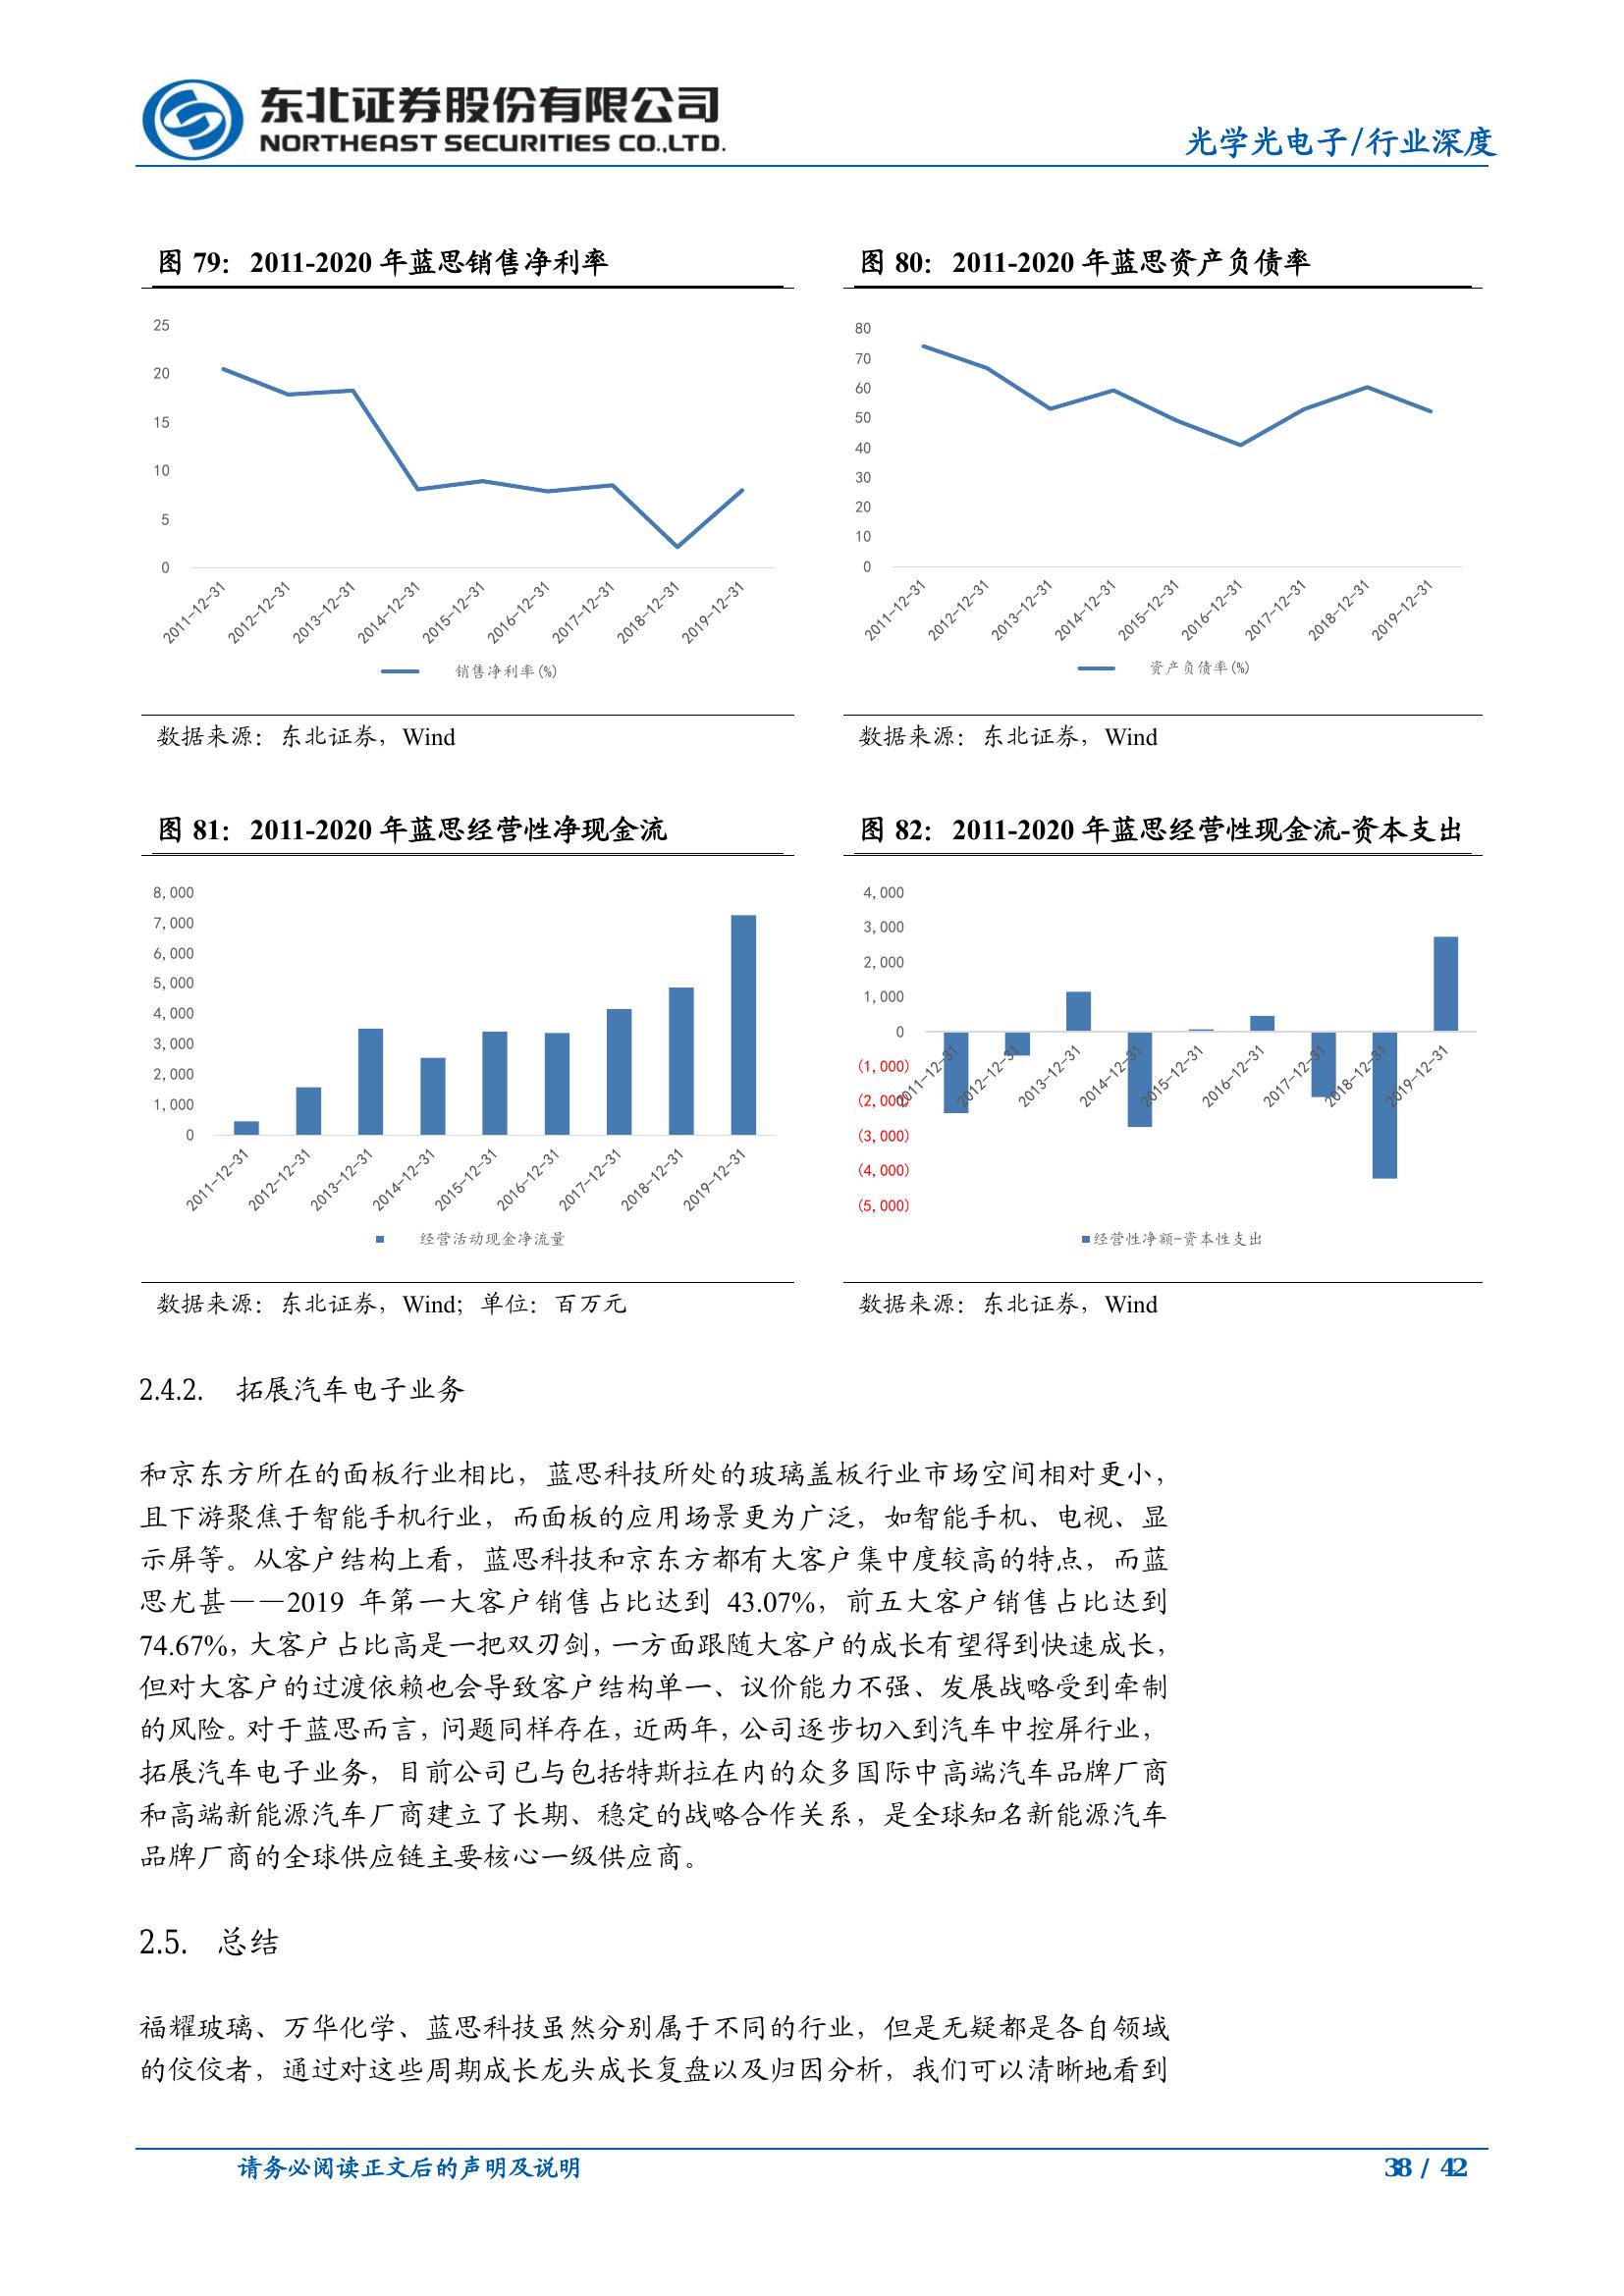 东北证券股份有限公司
NORTHEAST SECURITIES CO.,LTD.
光学光电子/行业深度
图 79：2011-2020 年蓝思销售净利率
25
20
15
10
5
0
2011-12-31
2012-12-31
2013-12-31
2014-12-31
2015-12-31
2016-12-31
2017-12-31
2018-12-31
2019-12-31
销售净利率(%)
数据来源：东北证券，Wind
图 80：2011-2020 年蓝思资产负债率
80
70
60
50
40
30
20
10
0
2011-12-31
2012-12-31
2013-12-31
2014-12-31
2015-12-31
2016-12-31
2017-12-31
2018-12-31
2019-12-31
资产负债率(%)
数据来源：东北证券，Wind
图 81：2011-2020 年蓝思经营性净现金流
8,000
7,000
6,000
5,000
4,000
3,000
2,000
1,000
0
2011-12-31
2012-12-31
2013-12-31
2014-12-31
2015-12-31
2016-12-31
2017-12-31
2018-12-31
2019-12-31
经营活动现金净流量
数据来源：东北证券，Wind；单位：百万元
图 82：2011-2020 年蓝思经营性现金流-资本支出
4,000
3,000
2,000
1,000
0
(1,000)
(2,000)
(3,000)
(4,000)
(5,000)
2011-12-31
2012-12-31
2013-12-31
2014-12-31
2015-12-31
2016-12-31
2017-12-31
2018-12-31
2019-12-31
经营性净额-资本性支出
数据来源：东北证券，Wind
2.4.2. 拓展汽车电子业务
和京东方所在的面板行业相比，蓝思科技所处的玻璃盖板行业市场空间相对更小，
且下游聚焦于智能手机行业，而面板的应用场景更为广泛，如智能手机、电视、显
示屏等。从客户结构上看，蓝思科技和京东方都有大客户集中度较高的特点，而蓝
思尤甚——2019 年第一大客户销售占比达到 43.07%，前五大客户销售占比达到
74.67%，大客户占比高是一把双刃剑，一方面跟随大客户的成长有望得到快速成长，
但对大客户的过渡依赖也会导致客户结构单一、议价能力不强、发展战略受到牵制
的风险。对于蓝思而言，问题同样存在，近两年，公司逐步切入到汽车中控屏行业，
拓展汽车电子业务，目前公司已与包括特斯拉在内的众多国际中高端汽车品牌厂商
和高端新能源汽车厂商建立了长期、稳定的战略合作关系，是全球知名新能源汽车
品牌厂商的全球供应链主要核心一级供应商。
2.5. 总结
福耀玻璃、万华化学、蓝思科技虽然分别属于不同的行业，但是无疑都是各自领域
的佼佼者，通过对这些周期成长龙头成长复盘以及归因分析，我们可以清晰地看到
请务必阅读正文后的声明及说明
38 / 42